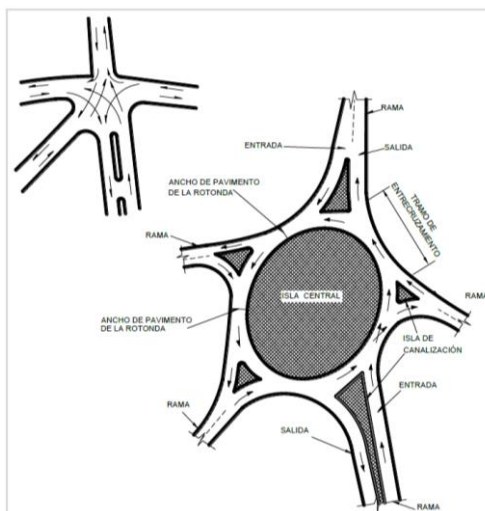 RAMA
ENTRADA
SALIDA
ANCHO DE PAVIMENTO
DE LA ROTONDA
TRAMO DE
ENTRECRUZAMIENTO
RAMA
ISLA CENTRAL
RAMA
ANCHO DE PAVIMENTO
DE LA ROTONDA
ISLA DE
CANALIZACIÓN
ENTRADA
RAMA
SALIDA
RAMA